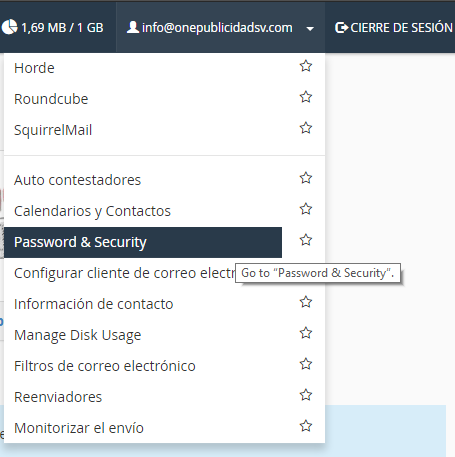 1,69 MB / 1 GB info@onepublicidadsv.com CIERRE DE SESIÓN
Horde
Roundcube
SquirrelMail
Auto contestadores
Calendarios y Contactos
Password & Security
Go to “Password & Security”.
Configurar cliente de correo electr
Información de contacto
Manage Disk Usage
Filtros de correo electrónico
Reenviadores
Monitorizar el envío